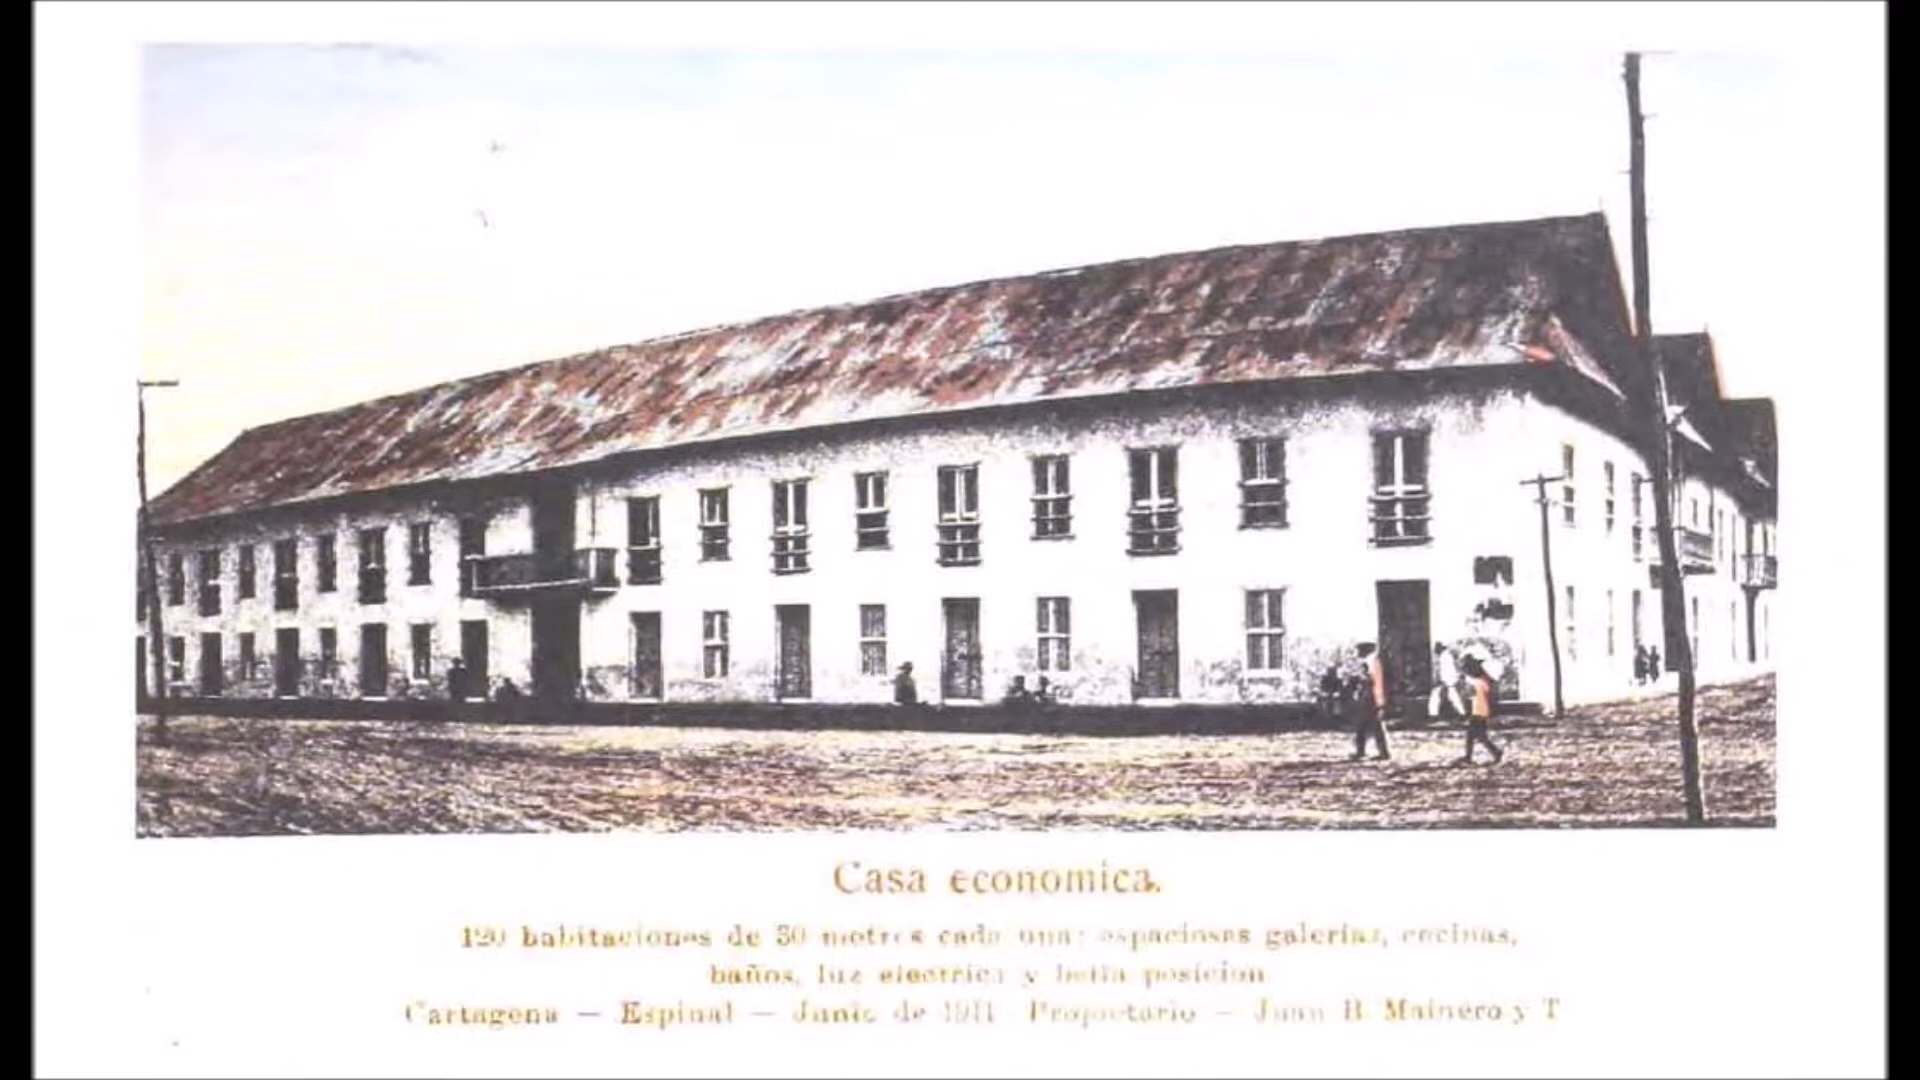 Casa economica.
120 habitaciones de 30 metros cada una; espaciosas galerias, cocinas,
baños, luz electrica y bella posicion
Cartagena — Espinal — Junio de 1911 Propietario — Juan B. Mainero y T